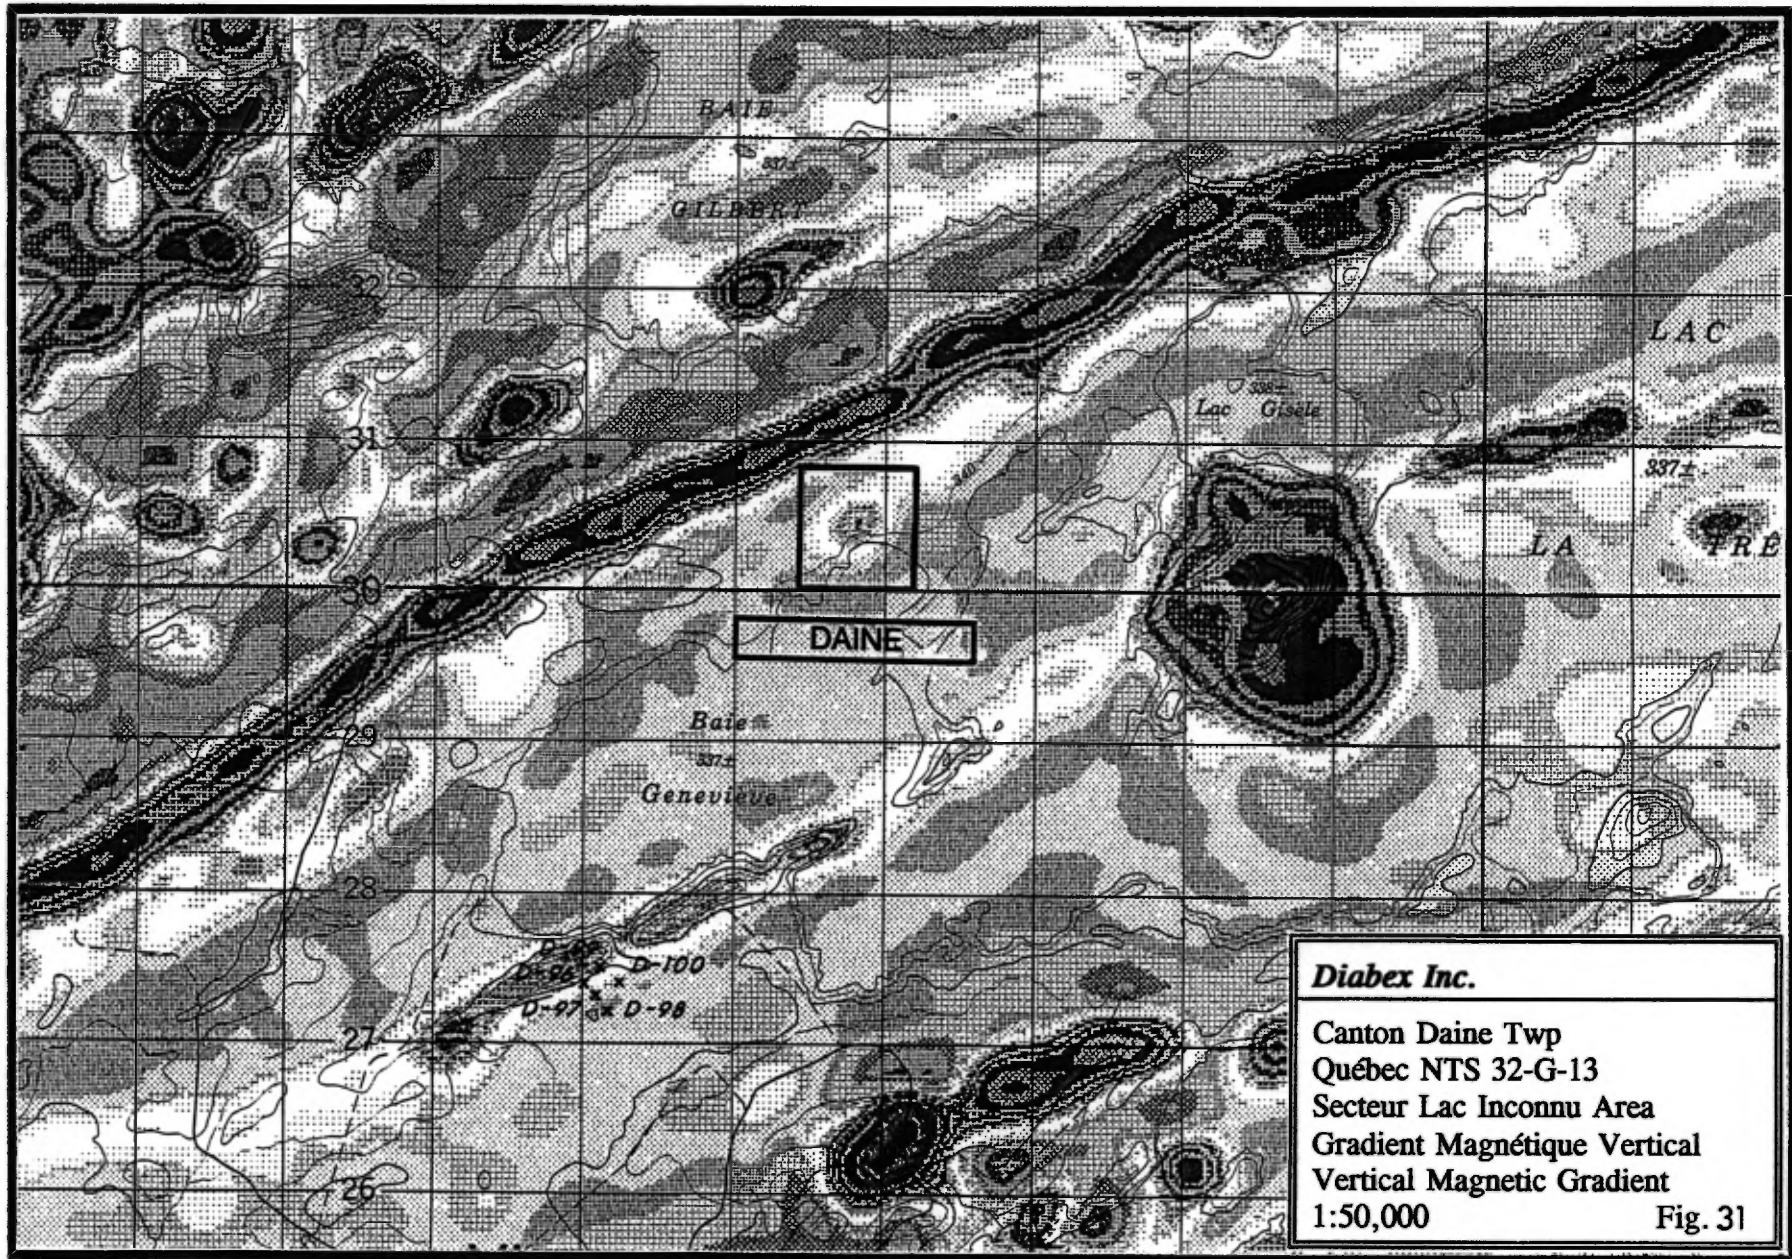 BAIE
337±
GILBERT
32
LAC
338±
Lac Gisèle
31
340
337±
LA TRÊ
30
DAINE
Baie
29
337±
Geneviève
28
D-96
D-100
D-97
D-98
27
26
Diabex Inc.
Canton Daine Twp
Québec NTS 32-G-13
Secteur Lac Inconnu Area
Gradient Magnétique Vertical
Vertical Magnetic Gradient
1:50,000 Fig. 31